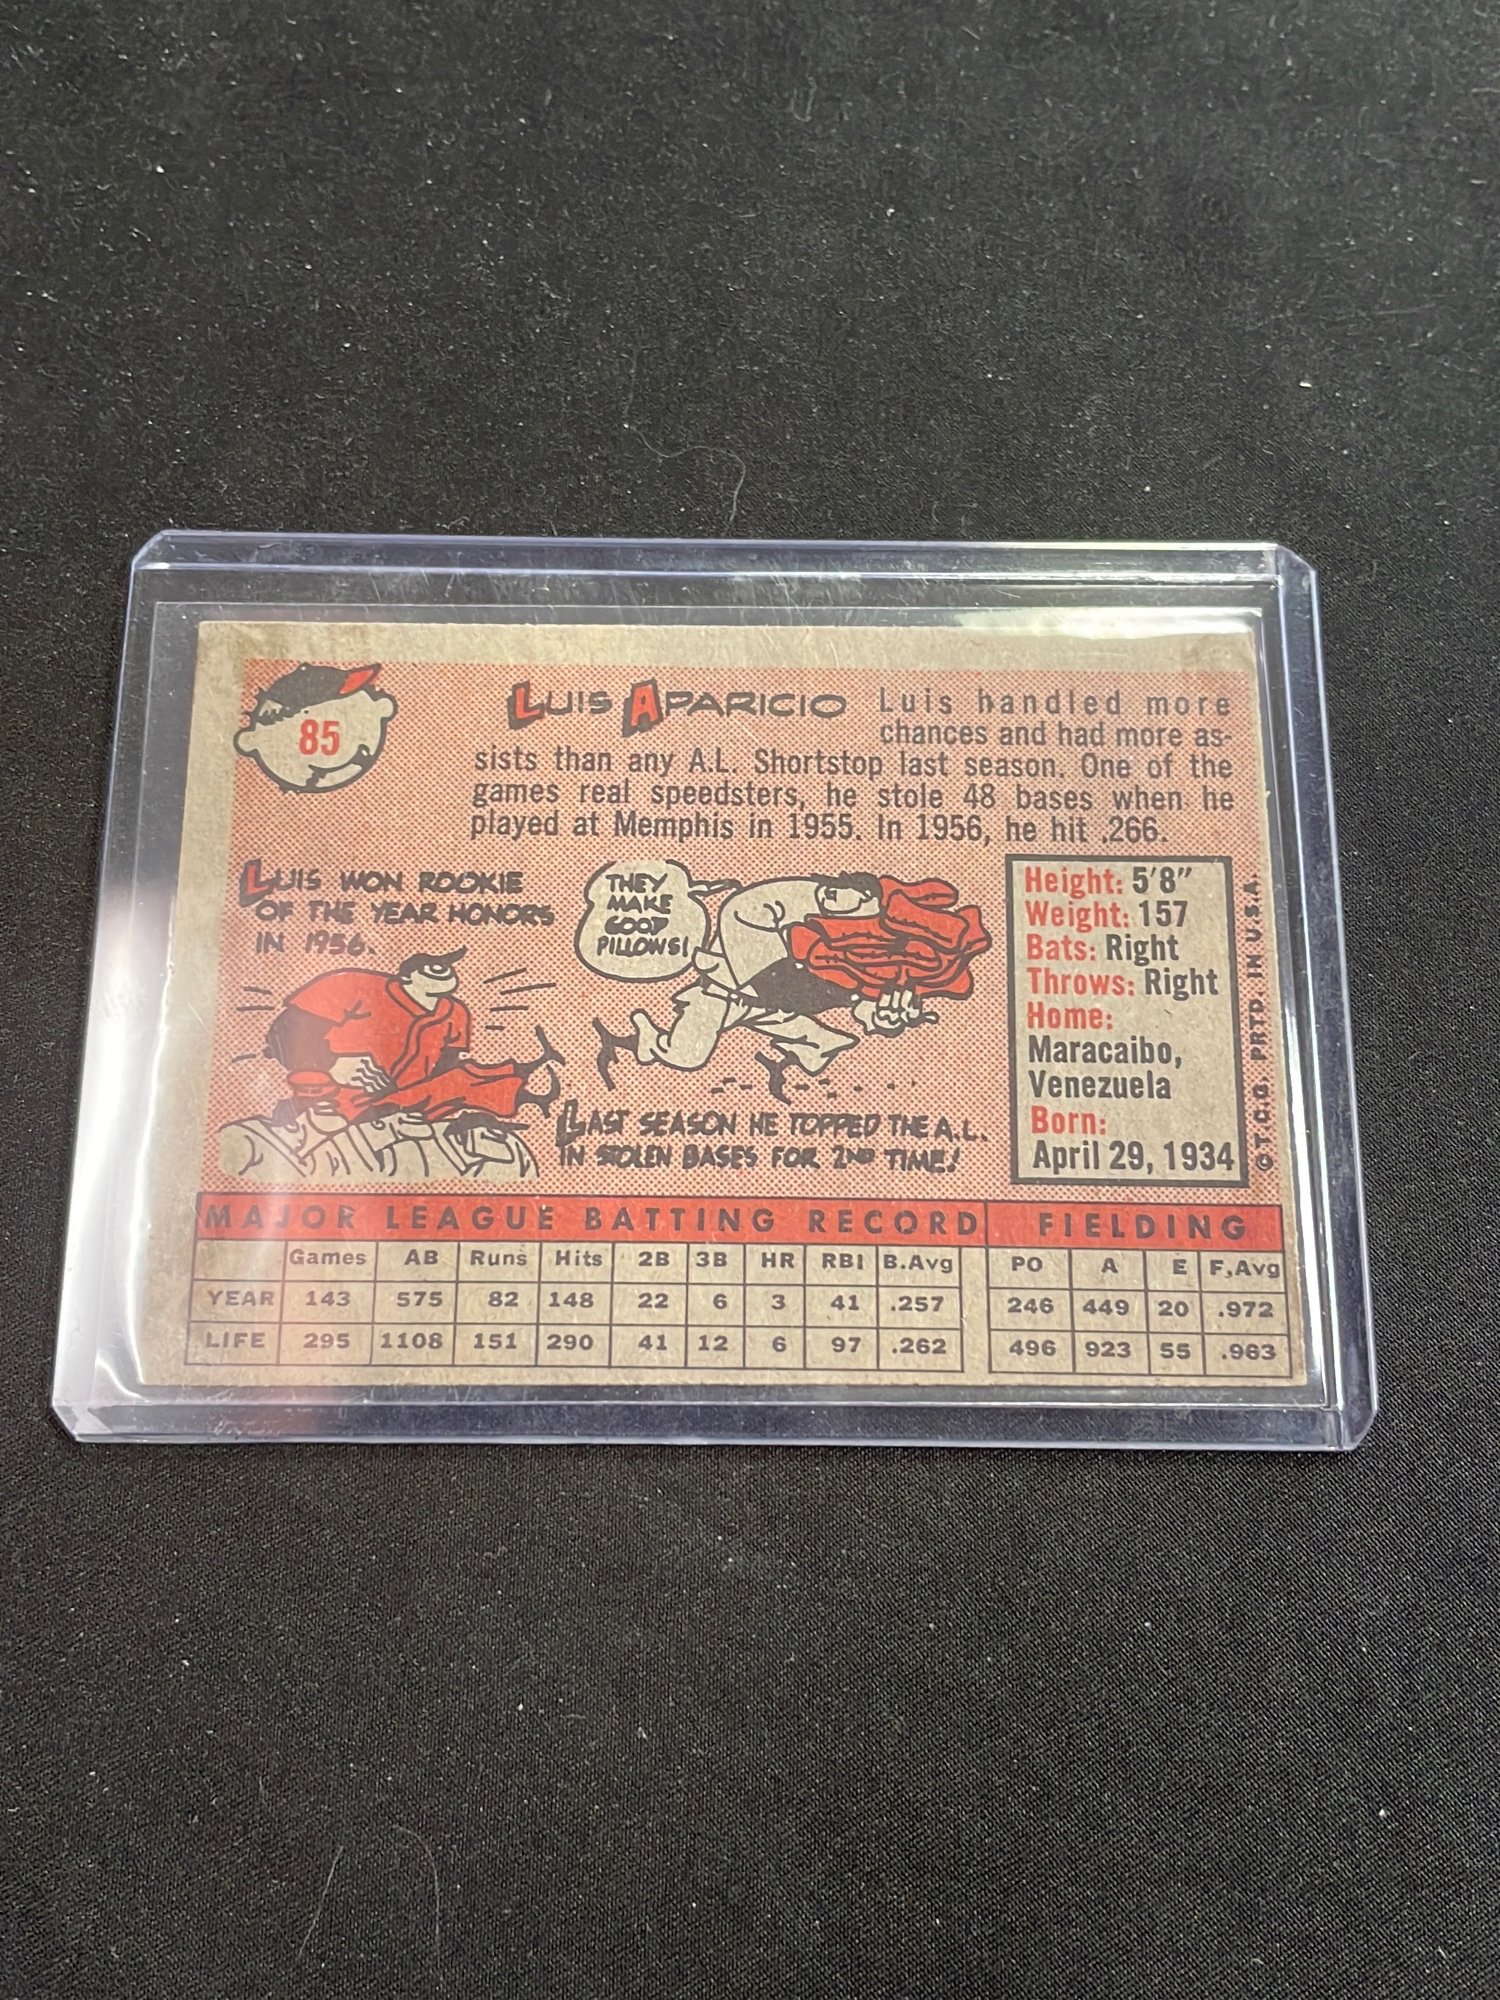 85
LUIS APARICIO
Luis handled more
chances and had more as-
sists than any A.L. Shortstop last season. One of the
games real speedsters, he stole 48 bases when he
played at Memphis in 1955. In 1956, he hit .266.
LUIS WON ROOKIE
OF THE YEAR HONORS
IN 1956.
THEY
MAKE
GOOD
PILLOWS!
LAST SEASON HE TOPPED THE A.L.
IN STOLEN BASES FOR 2ND TIME!
Height: 5'8"
Weight: 157
Bats: Right
Throws: Right
Home:
Maracaibo,
Venezuela
Born:
April 29, 1934
© T.C.G. PRTD. IN U.S.A.
MAJOR LEAGUE BATTING RECORD FIELDING
Games AB Runs Hits 2B 3B HR RBI B.Avg PO A E F.Avg
YEAR 143 575 82 148 22 6 3 41 .257 246 449 20 .972
LIFE 295 1108 151 290 41 12 6 97 .262 496 923 55 .963